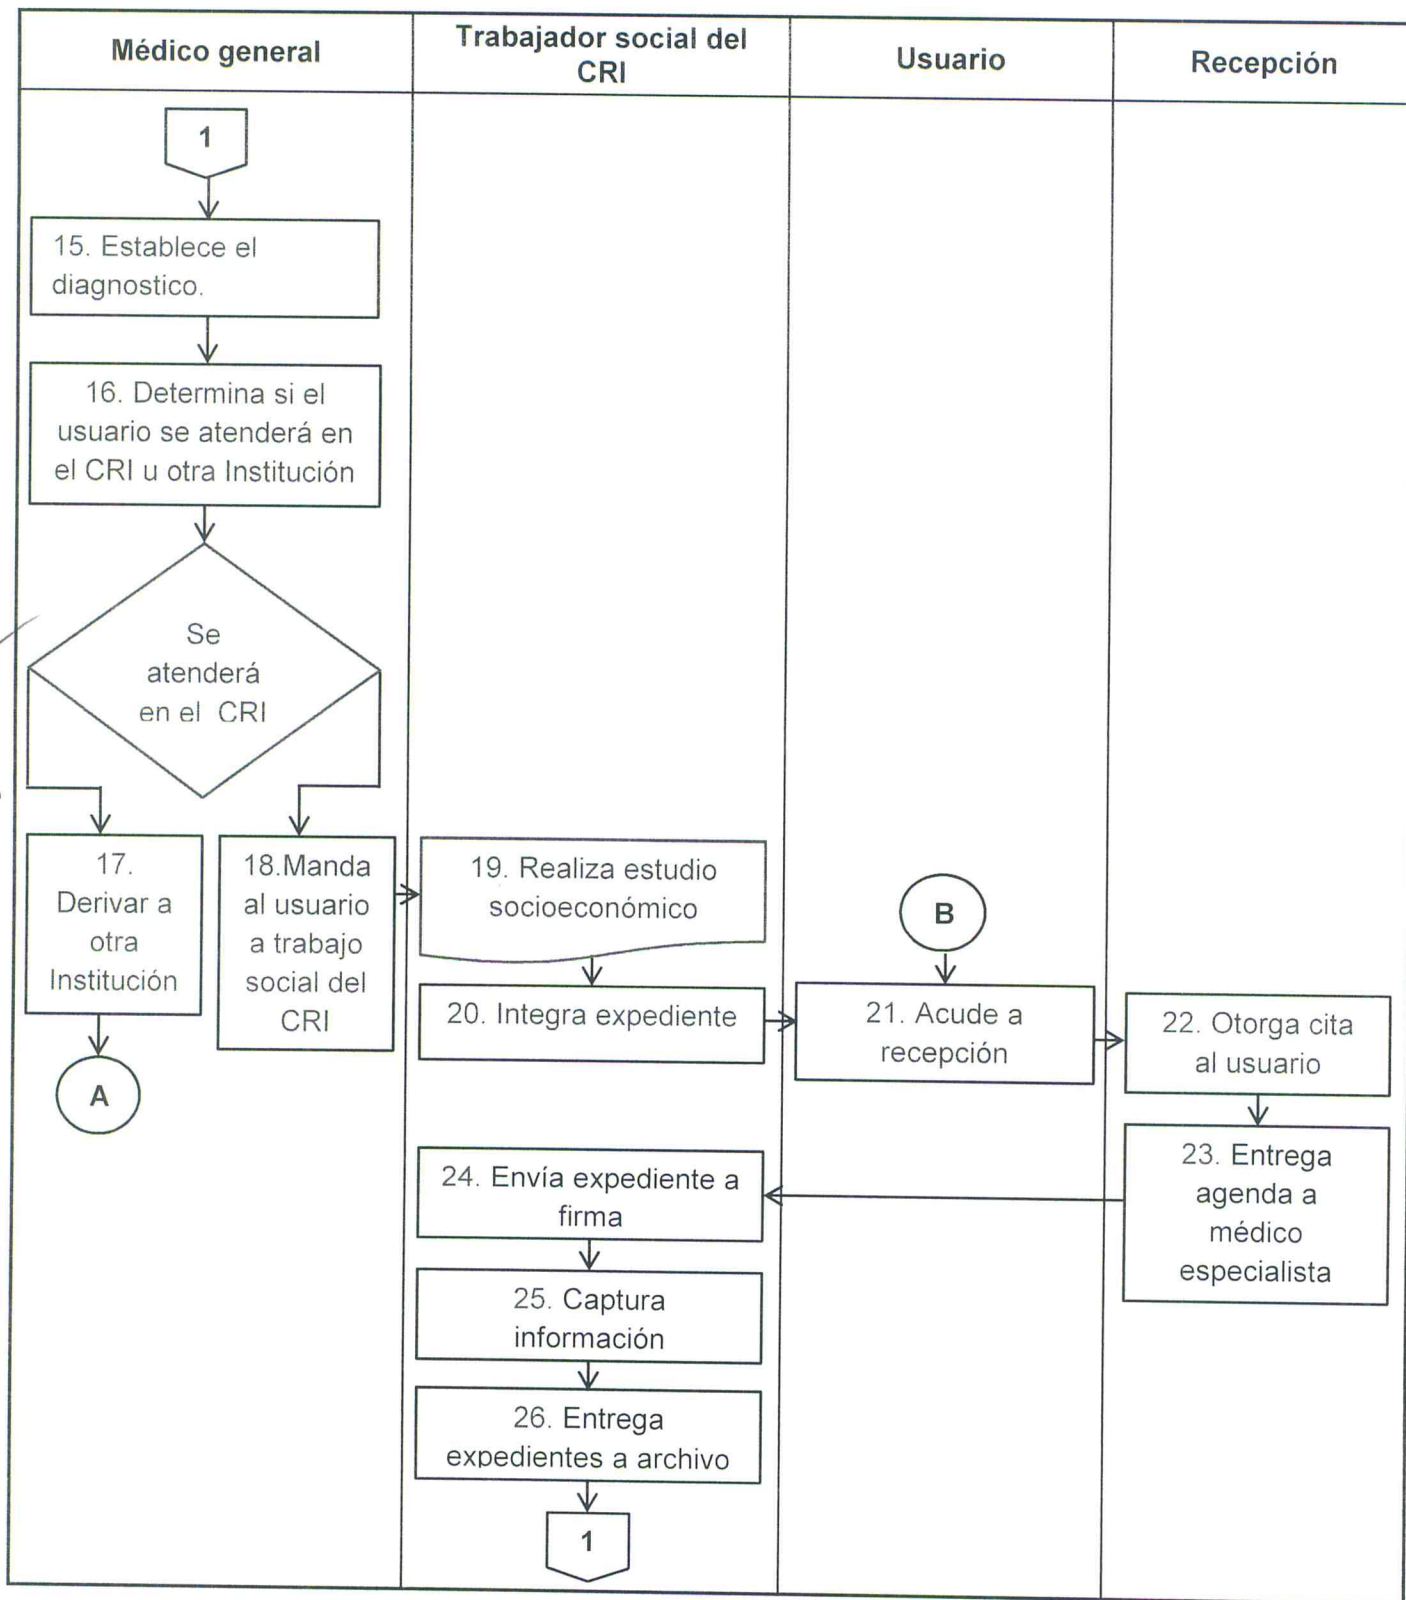 Médico general
Trabajador social del
CRI
Usuario
Recepción
1
15. Establece el
diagnostico.
16. Determina si el
usuario se atenderá en
el CRI u otra Institución
Se
atenderá
en el CRI
17.
Derivar a
otra
Institución
18.Manda
al usuario
a trabajo
social del
CRI
19. Realiza estudio
socioeconómico
B
20. Integra expediente
21. Acude a
recepción
22. Otorga cita
al usuario
A
23. Entrega
agenda a
médico
especialista
24. Envía expediente a
firma
25. Captura
información
26. Entrega
expedientes a archivo
1